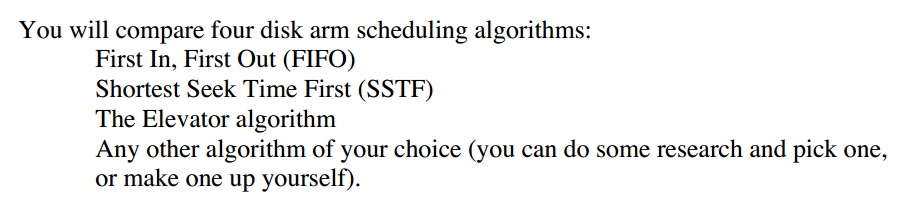 You will compare four disk arm scheduling algorithms:
First In, First Out (FIFO)
Shortest Seek Time First (SSTF)
The Elevator algorithm
Any other algorithm of your choice (you can do some research and pick one,
or make one up yourself).